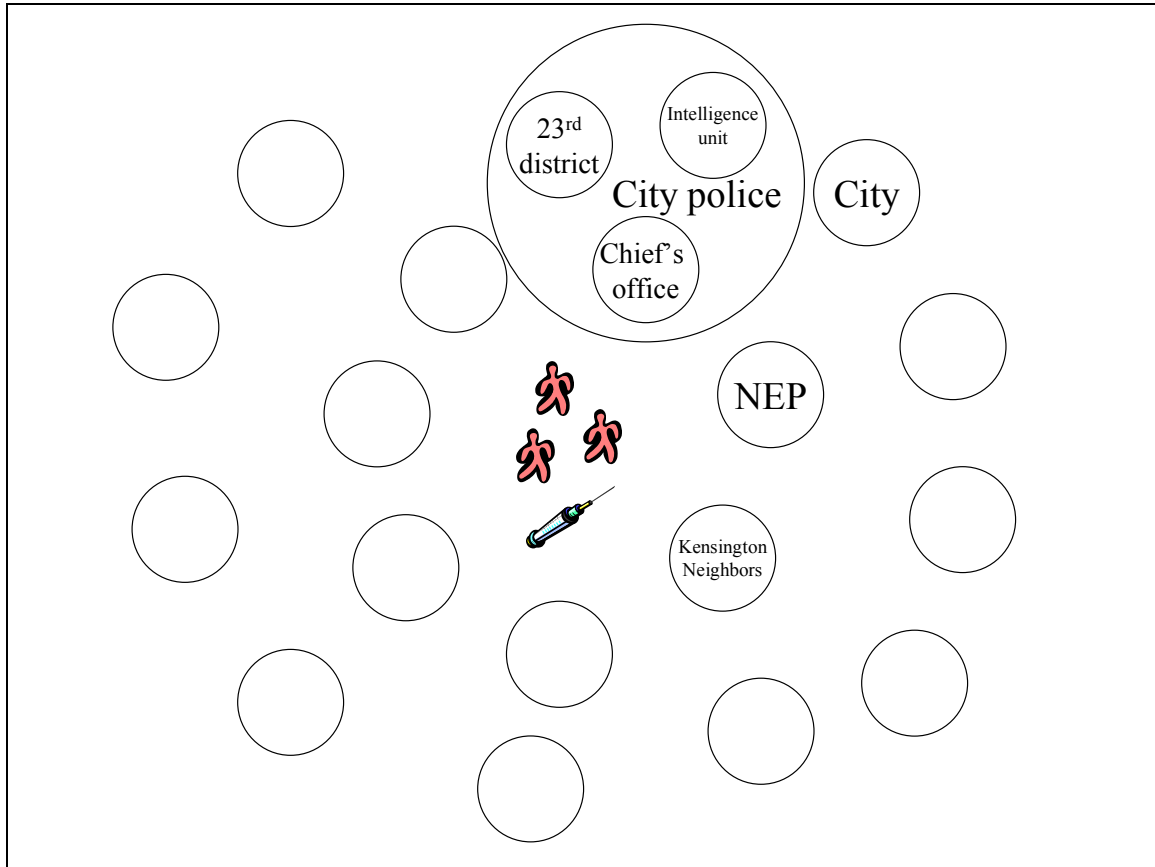 23rd
district
Intelligence
unit
City police
City
Chief's
office
NEP
Kensington
Neighbors